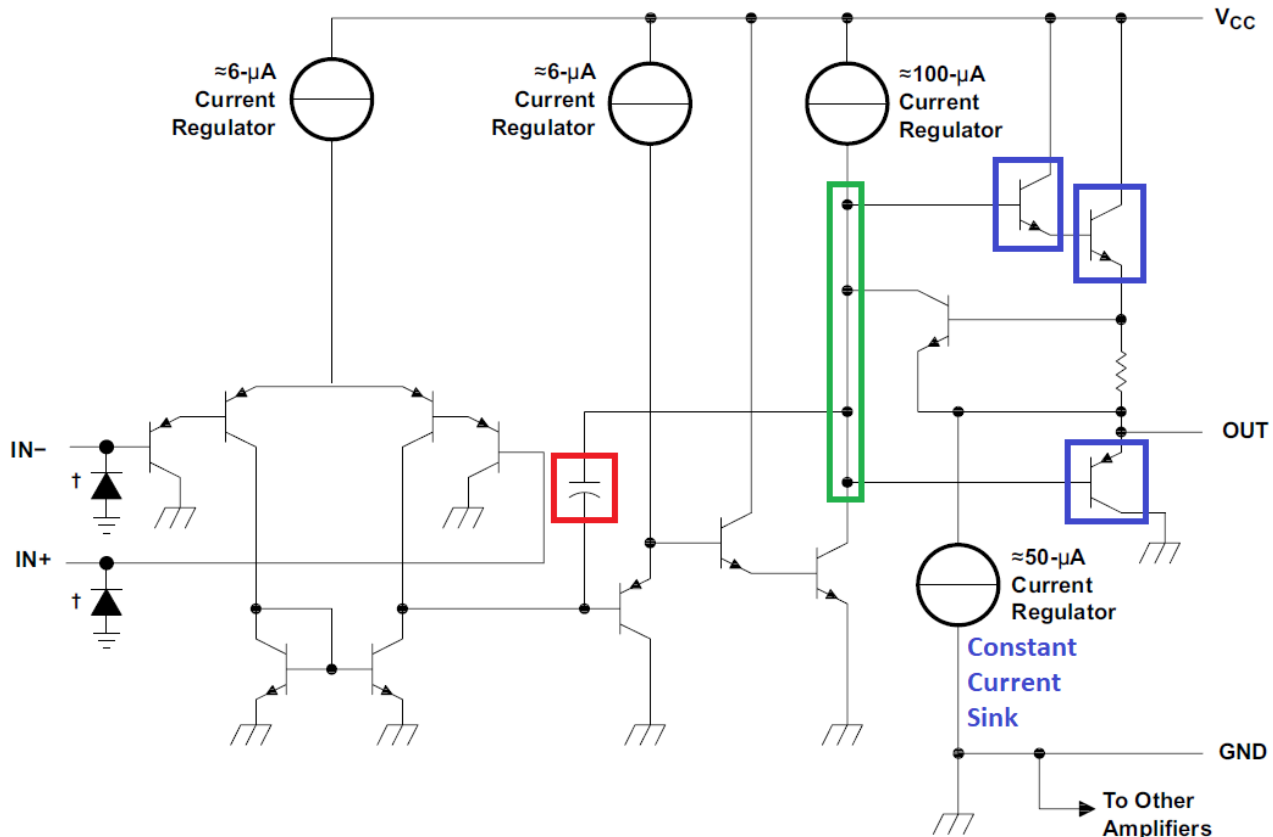 VCC
≈6-µA
Current
Regulator
≈6-µA
Current
Regulator
≈100-µA
Current
Regulator
IN−
†
OUT
IN+
†
≈50-µA
Current
Regulator
Constant
Current
Sink
GND
To Other
Amplifiers